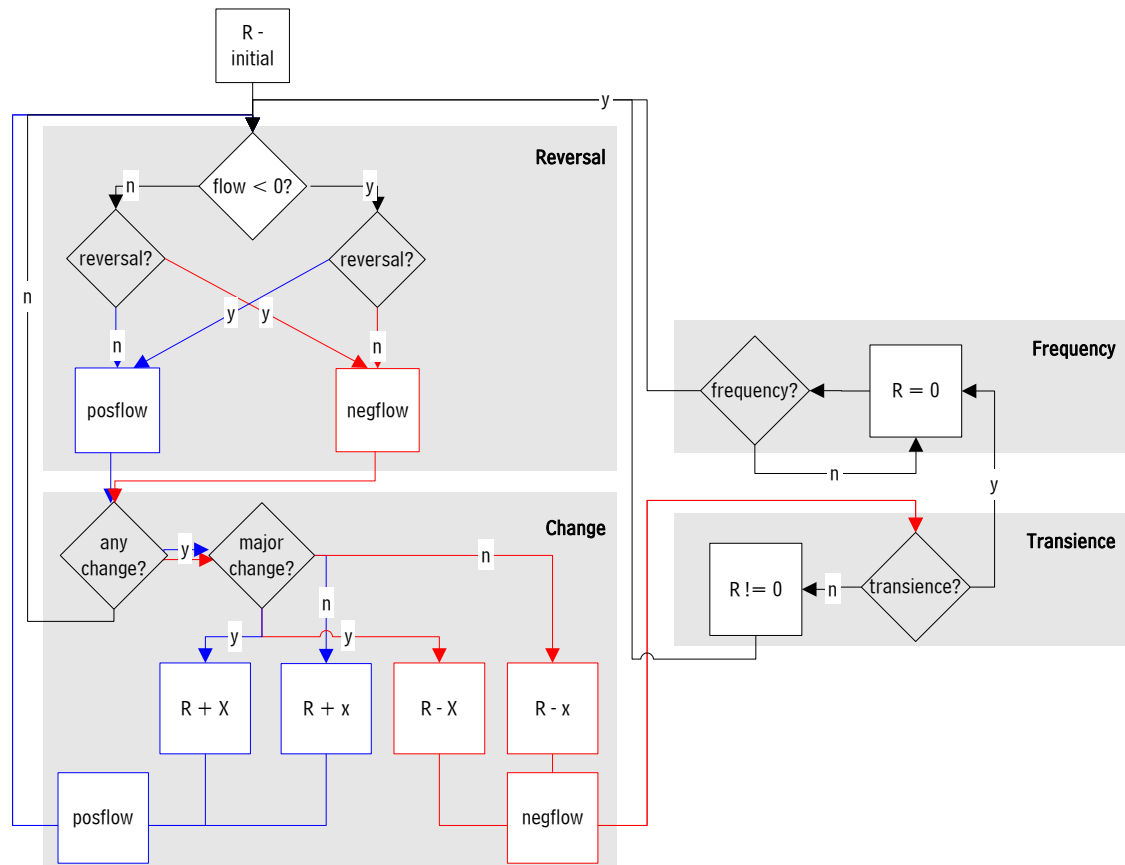 R -
initial
y
Reversal
n
flow < 0?
y
reversal?
reversal?
n
y
y
n
n
posflow
negflow
Frequency
frequency?
R = 0
n
y
Change
any
change?
y
major
change?
n
n
y
y
Transience
R != 0
n
transience?
R + X
R + x
R - X
R - x
posflow
negflow